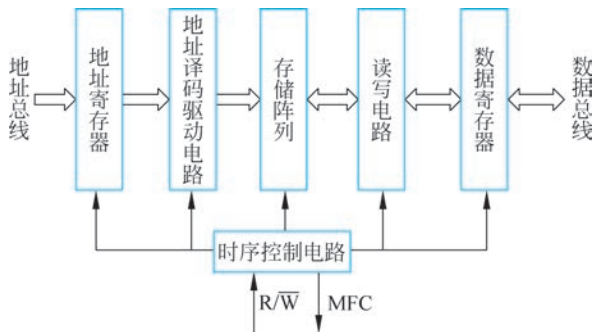 地址总线
地址寄存器
地址译码驱动电路
存储阵列
读写电路
数据寄存器
数据总线
时序控制电路
R/W̅
MFC